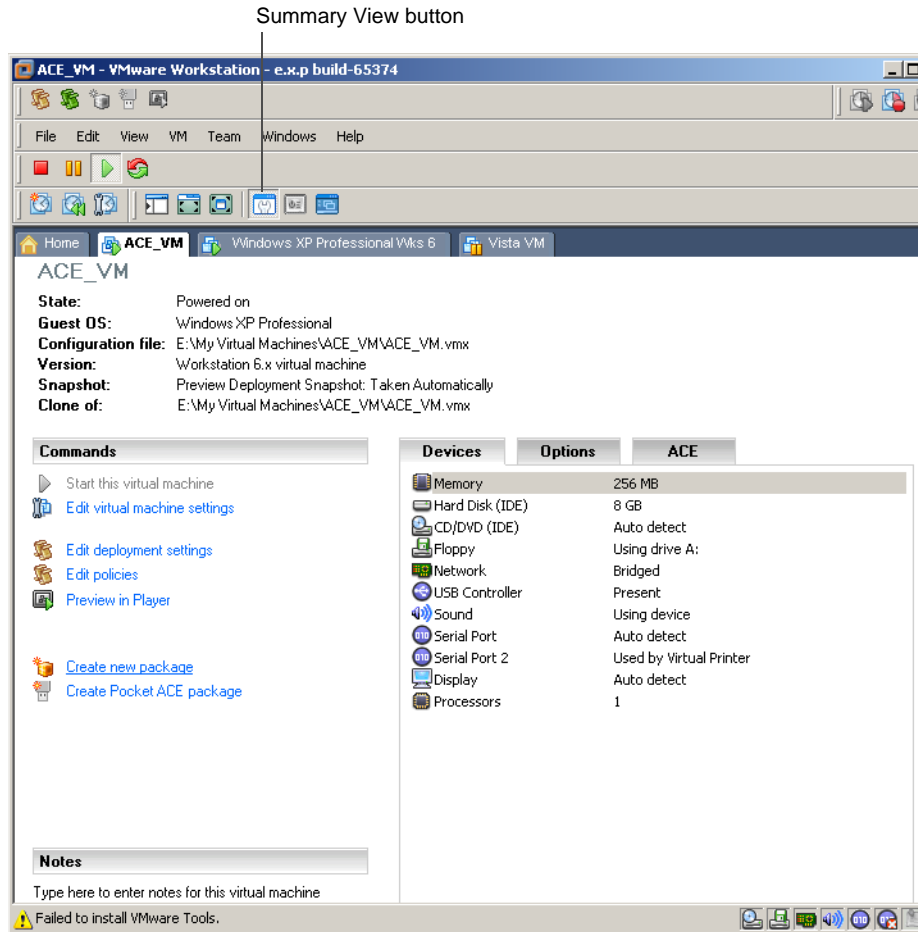 Summary View button
ACE_VM - VMware Workstation - e.x.p build-65374
File Edit View VM Team Windows Help
Home ACE_VM Windows XP Professional Wks 6 Vista VM
ACE_VM
State: Powered on
Guest OS: Windows XP Professional
Configuration file: E:\My Virtual Machines\ACE_VM\ACE_VM.vmx
Version: Workstation 6.x virtual machine
Snapshot: Preview Deployment Snapshot: Taken Automatically
Clone of: E:\My Virtual Machines\ACE_VM\ACE_VM.vmx
Commands
Start this virtual machine
Edit virtual machine settings
Edit deployment settings
Edit policies
Preview in Player
Create new package
Create Pocket ACE package
Devices Options ACE
Memory 256 MB
Hard Disk (IDE) 8 GB
CD/DVD (IDE) Auto detect
Floppy Using drive A:
Network Bridged
USB Controller Present
Sound Using device
Serial Port Auto detect
Serial Port 2 Used by Virtual Printer
Display Auto detect
Processors 1
Notes
Type here to enter notes for this virtual machine
Failed to install VMware Tools.